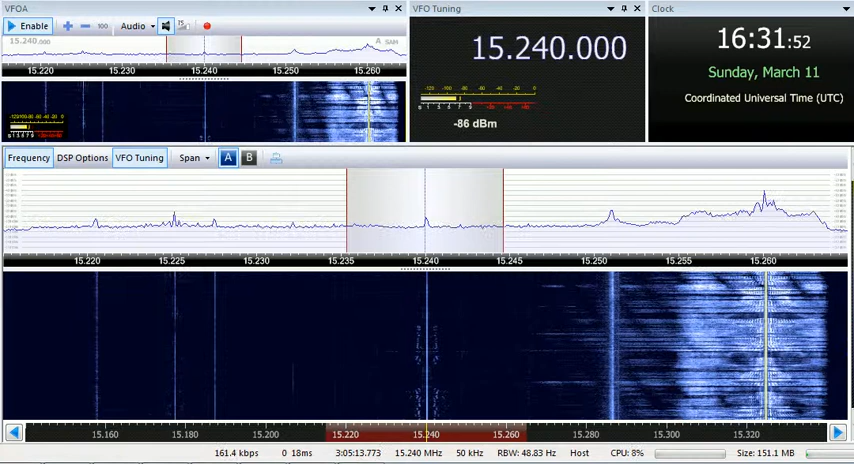 VFOA
Enable 100 Audio
15.240.000
A SAM
15.220 15.230 15.240 15.250 15.260
VFO Tuning
15.240.000
-86 dBm
Clock
16:31:52
Sunday, March 11
Coordinated Universal Time (UTC)
Frequency DSP Options VFO Tuning Span A B
15.220 15.225 15.230 15.235 15.240 15.245 15.250 15.255 15.260
15.160 15.180 15.200 15.220 15.240 15.260 15.280 15.300 15.320
161.4 kbps 0 18ms 3:05:13.773 15.240 MHz 50 kHz RBW: 48.83 Hz Host CPU: 8% Size: 151.1 MB